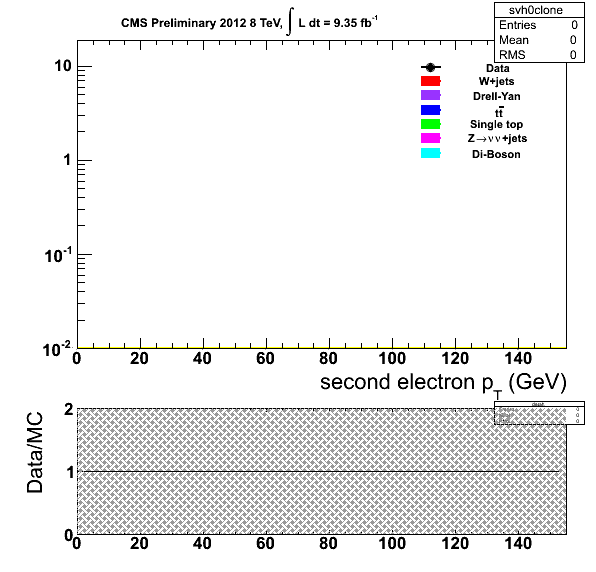 CMS Preliminary 2012 8 TeV, ∫ L dt = 9.35 fb⁻¹
svh0clone
Entries 0
Mean 0
RMS 0
Data
W+jets
Drell-Yan
tt̅
Single top
Z→νν+jets
Di-Boson
10
1
10⁻¹
10⁻²
0 20 40 60 80 100 120 140
second electron p_T (GeV)
Data/MC
2
1
0
0 20 40 60 80 100 120 140